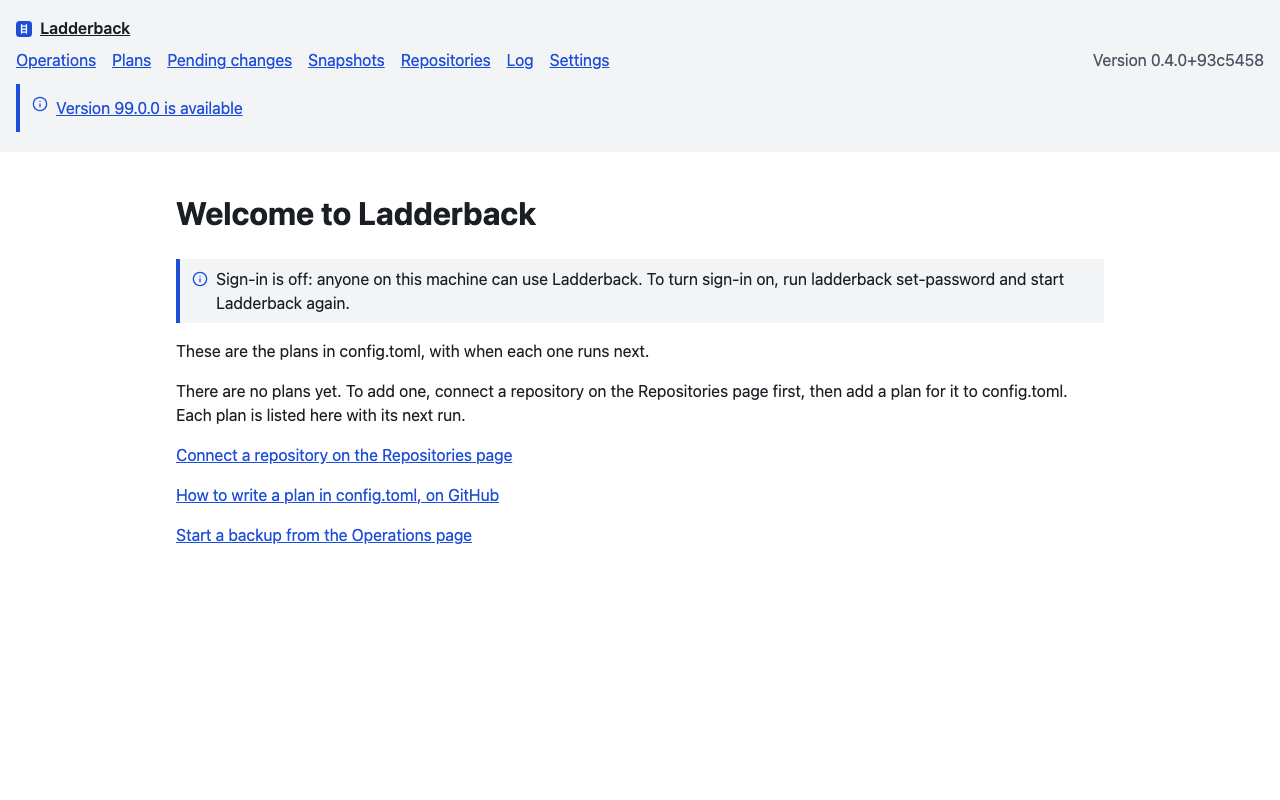 Ladderback
Operations Plans Pending changes Snapshots Repositories Log Settings Version 0.4.0+93c5458
Version 99.0.0 is available
Welcome to Ladderback
Sign-in is off: anyone on this machine can use Ladderback. To turn sign-in on, run ladderback set-password and start
Ladderback again.
These are the plans in config.toml, with when each one runs next.
There are no plans yet. To add one, connect a repository on the Repositories page first, then add a plan for it to config.toml.
Each plan is listed here with its next run.
Connect a repository on the Repositories page
How to write a plan in config.toml, on GitHub
Start a backup from the Operations page